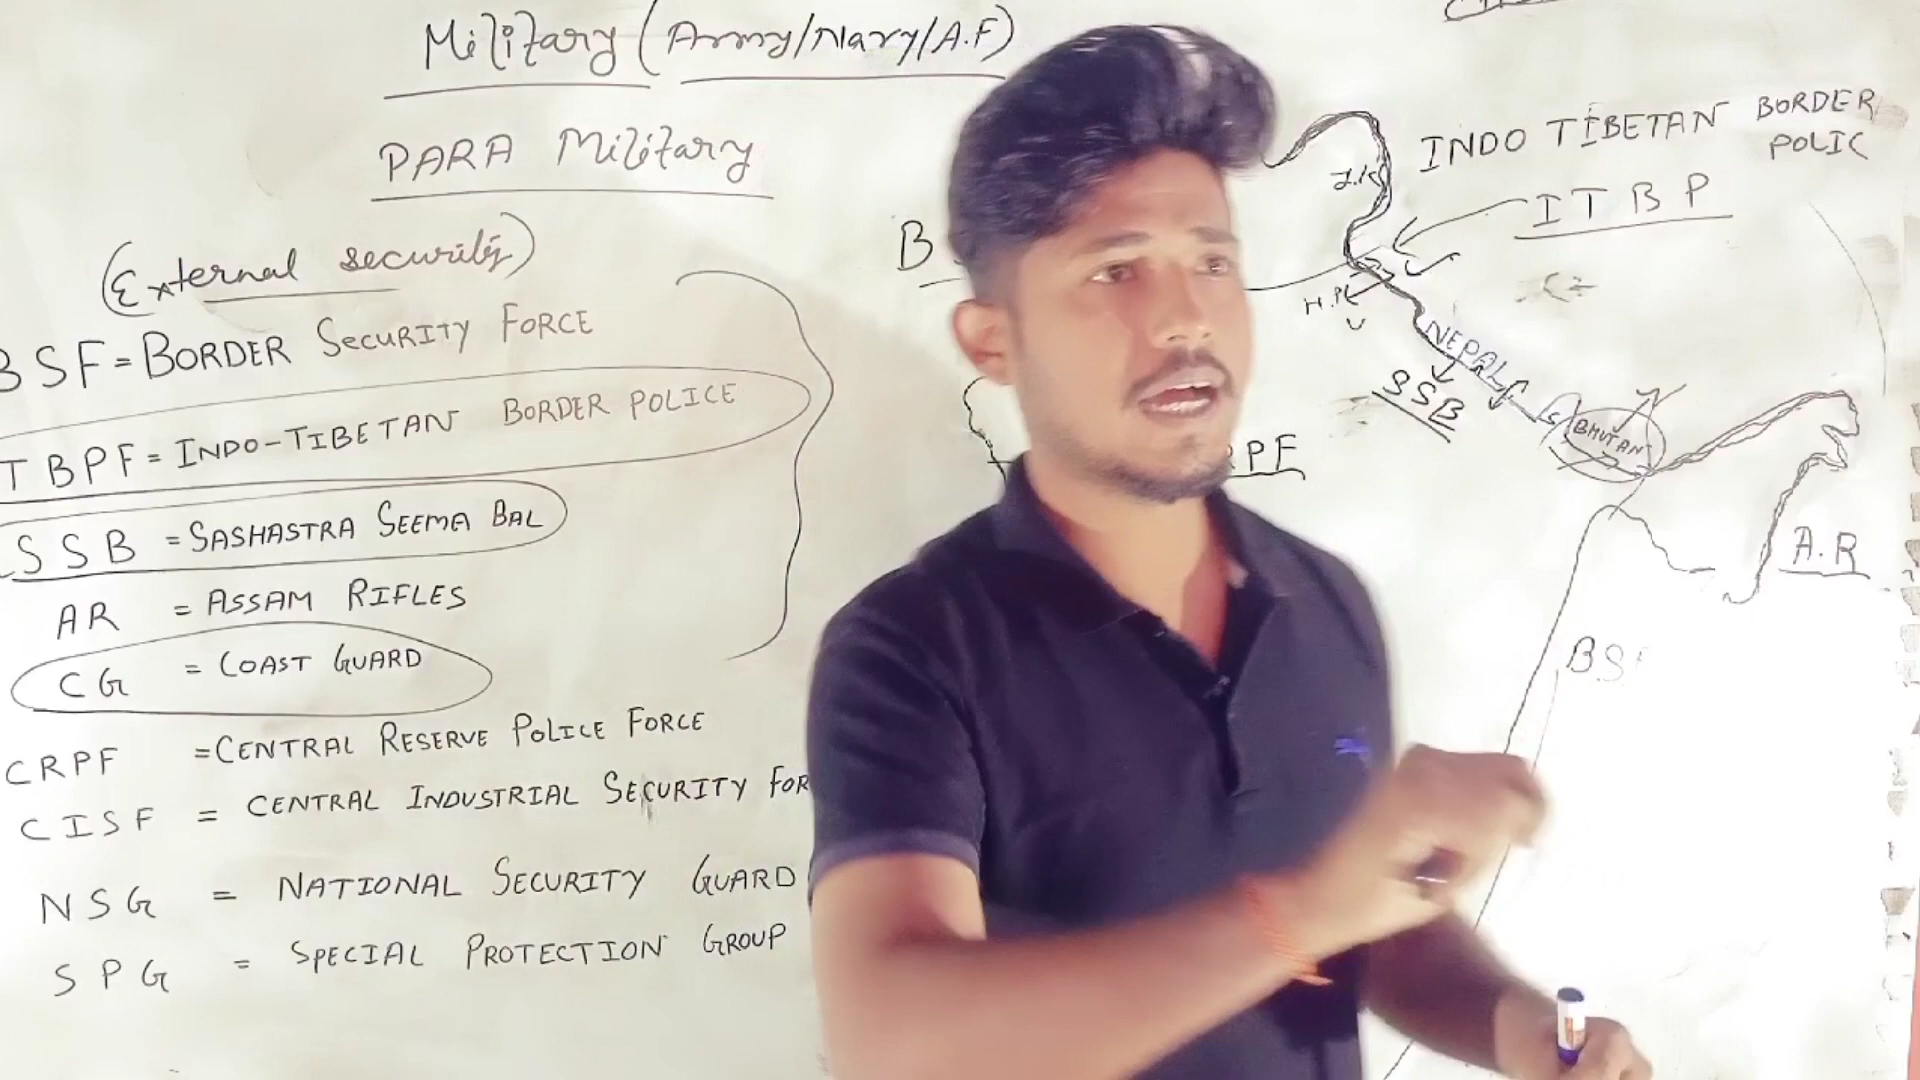 Military (Army/Navy/A.F)
PARA Military
(External security)
BSF = BORDER SECURITY FORCE
TBPF = INDO-TIBETAN BORDER POLICE
SSB = SASHASTRA SEEMA BAL
AR = ASSAM RIFLES
CG = COAST GUARD
CRPF = CENTRAL RESERVE POLICE FORCE
CISF = CENTRAL INDUSTRIAL SECURITY FOR
NSG = NATIONAL SECURITY GUARD
SPG = SPECIAL PROTECTION GROUP
B
PF
INDO TIBETAN BORDER
POLIC
ITBP
J.K
H.P
U
NEPAL
SSB
BHUTAN
A.R
B.S